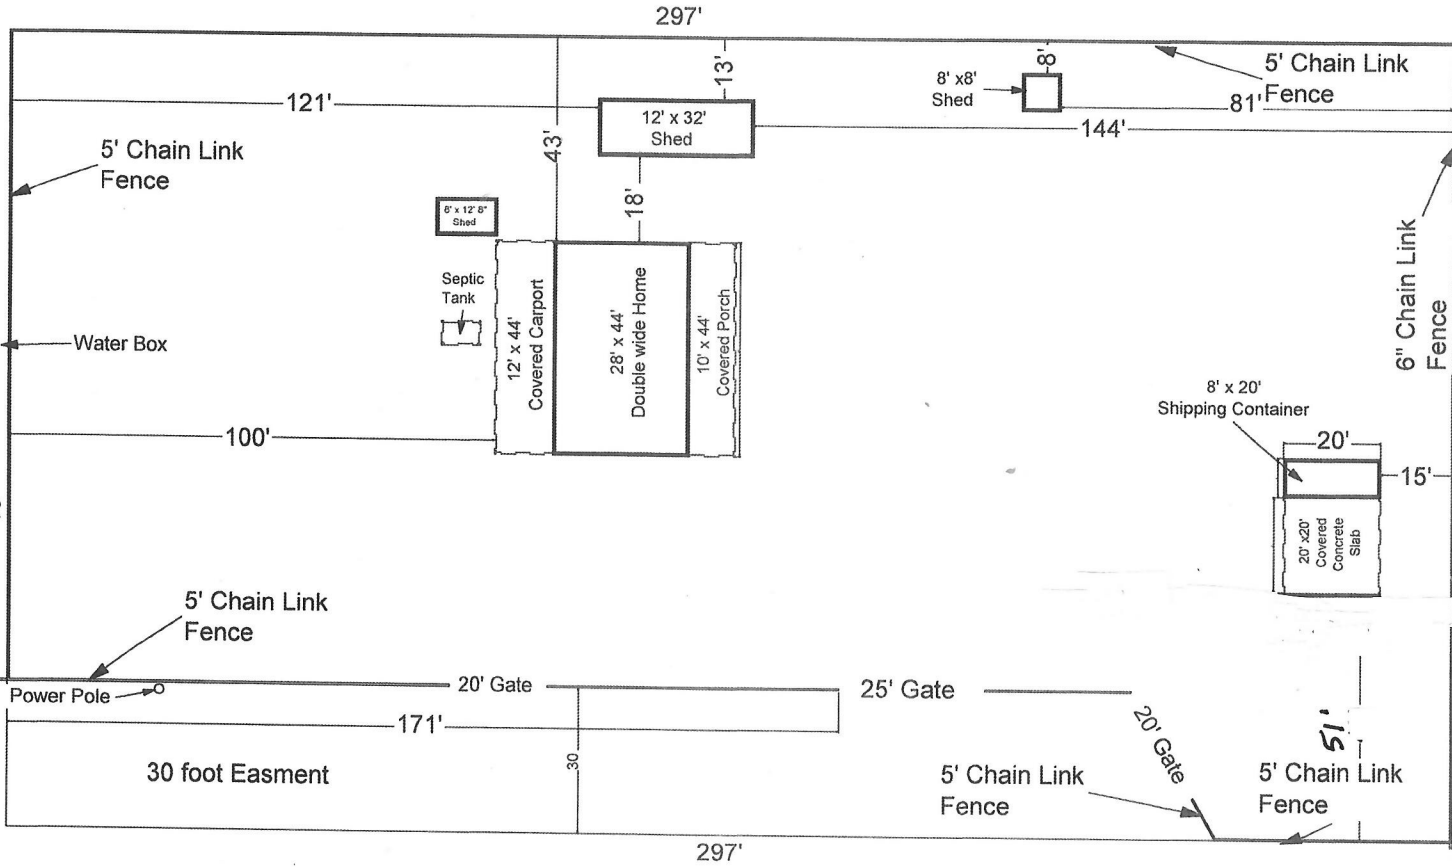 297'
121'
13'
8'
8' x8'
Shed
5' Chain Link
Fence
81'
144'
12' x 32'
Shed
43'
5' Chain Link
Fence
18'
Shed
Septic
Tank
12' x 44'
Covered Carport
28' x 44'
Double wide Home
10' x 44'
Covered Porch
6" Chain Link
Fence
Water Box
8' x 20'
Shipping Container
100'
20'
15'
20' x20'
Covered
Concrete
Slab
5' Chain Link
Fence
Power Pole
20' Gate
25' Gate
171'
20' Gate
51'
30 foot Easment
30
5' Chain Link
Fence
5' Chain Link
Fence
297'